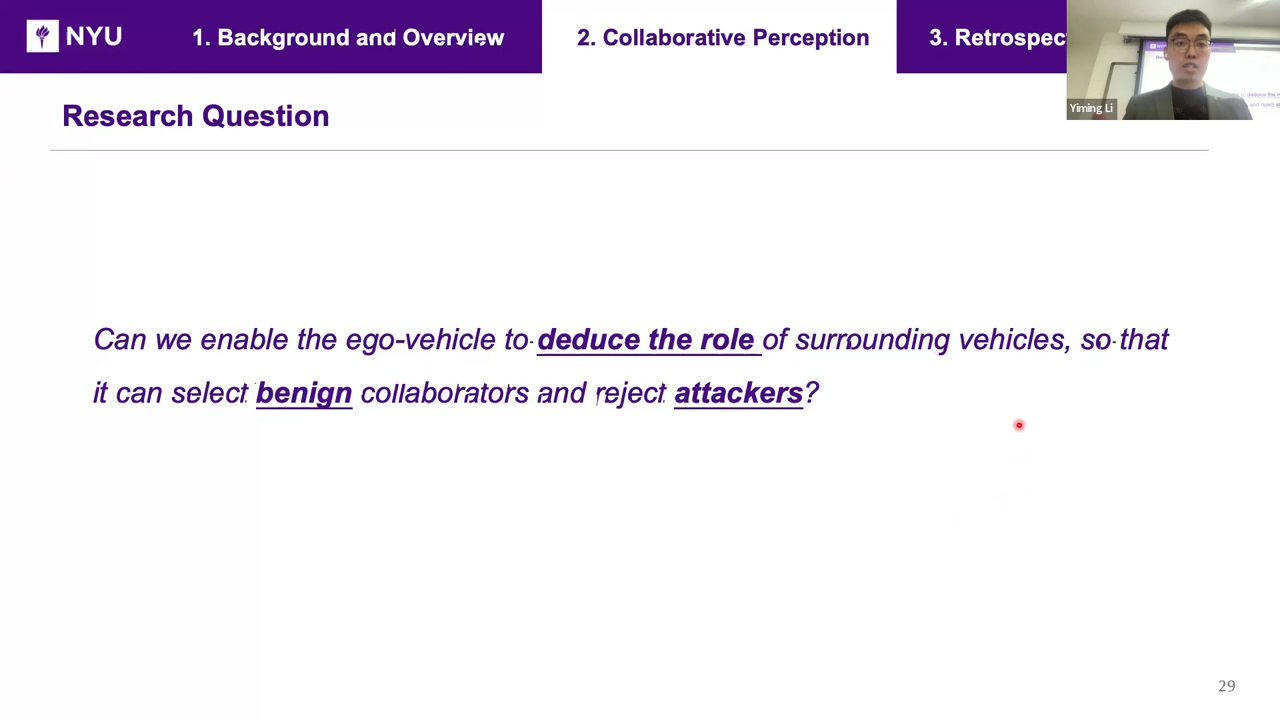 NYU
1. Background and Overview
2. Collaborative Perception
3. Retrospec
Yiming Li
Research Question
Can we enable the ego-vehicle to deduce the role of surrounding vehicles, so that
it can select benign collaborators and reject attackers?
29